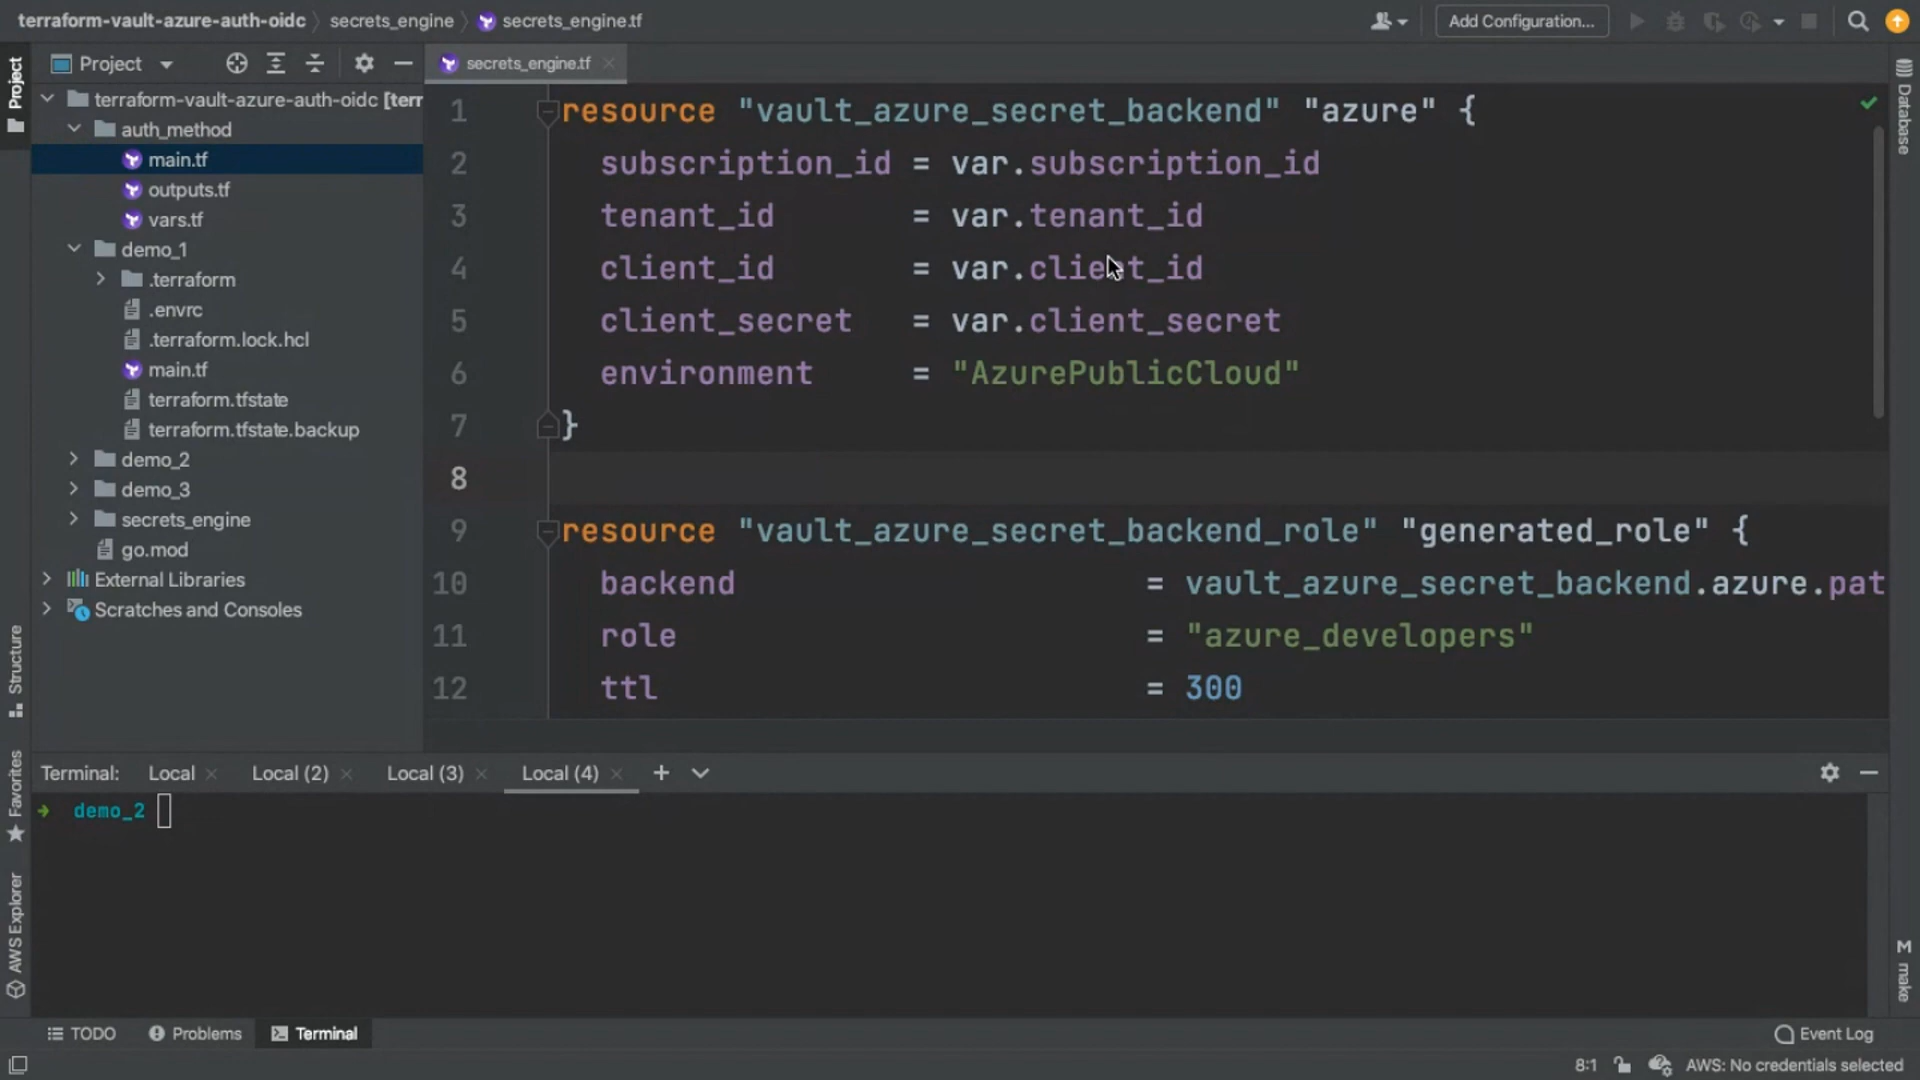 terraform-vault-azure-auth-oidc secrets_engine secrets_engine.tf
Add Configuration...
Project
Project
secrets_engine.tf
terraform-vault-azure-auth-oidc [terr
auth_method
main.tf
outputs.tf
vars.tf
demo_1
.terraform
.envrc
.terraform.lock.hcl
main.tf
terraform.tfstate
terraform.tfstate.backup
demo_2
demo_3
secrets_engine
go.mod
External Libraries
Scratches and Consoles
1 resource "vault_azure_secret_backend" "azure" {
2 subscription_id = var.subscription_id
3 tenant_id = var.tenant_id
4 client_id = var.client_id
5 client_secret = var.client_secret
6 environment = "AzurePublicCloud"
7 }
8
9 resource "vault_azure_secret_backend_role" "generated_role" {
10 backend = vault_azure_secret_backend.azure.pat
11 role = "azure_developers"
12 ttl = 300
Database
Structure
Favorites
AWS Explorer
M make
Terminal: Local Local (2) Local (3) Local (4)
demo_2
TODO Problems Terminal
Event Log
8:1 AWS: No credentials selected